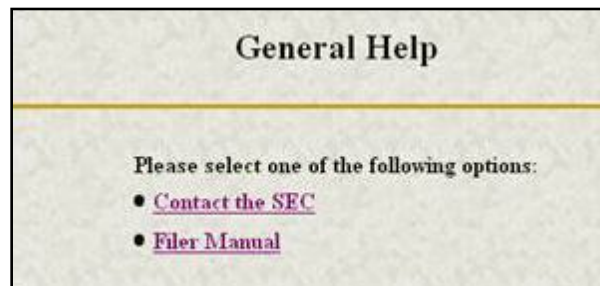 General Help
Please select one of the following options:
• Contact the SEC
• Filer Manual